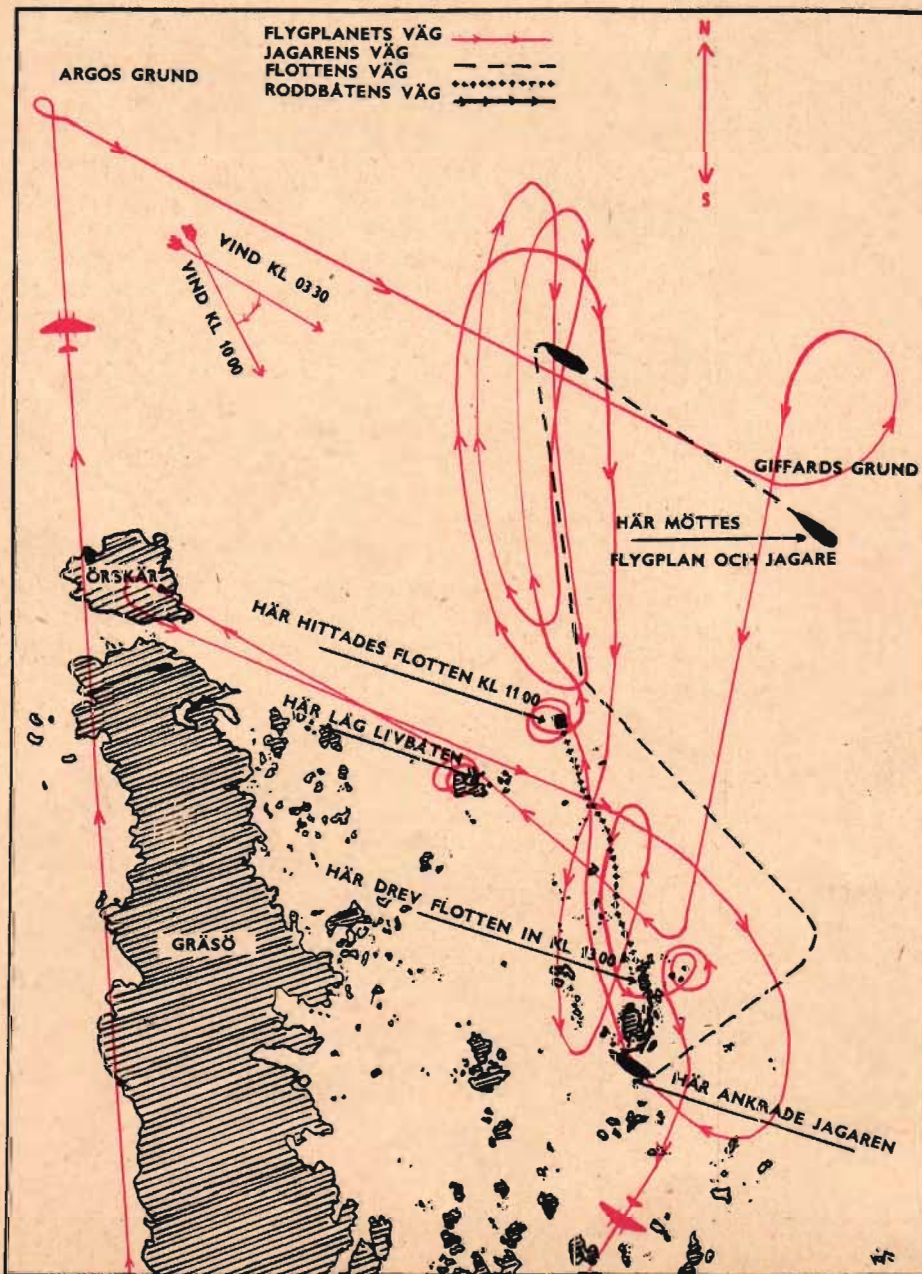 FLYGPLANETS VÄG
JAGARENS VÄG
FLOTTENS VÄG
RODDBÅTENS VÄG
N
S
ARGOS GRUND
VIND KL 0330
VIND KL 1000
GIFFARDS GRUND
HÄR MÖTTES
FLYGPLAN OCH JAGARE
ÖRSKÄR
HÄR HITTADES FLOTTEN KL 1100
HÄR LÅG LIVBÅTEN
HÄR DREV FLOTTEN IN KL 1300
GRÄSÖ
HÄR ANKRADE JAGAREN